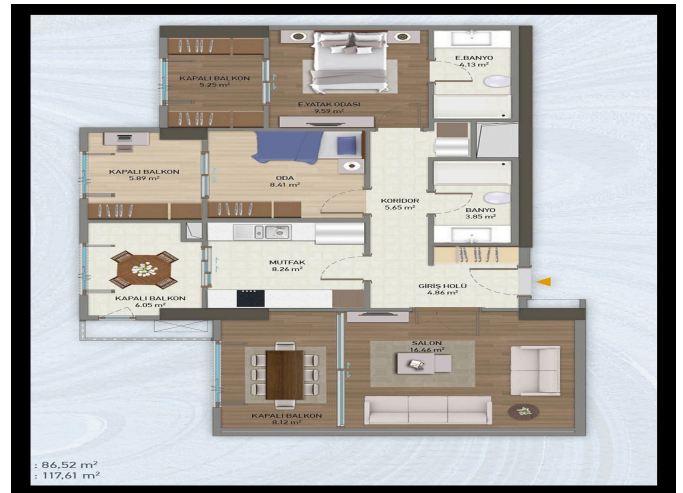 KAPALI BALKON
5.25 m²
E.YATAK ODASI
9.59 m²
E.BANYO
4.13 m²
KAPALI BALKON
5.89 m²
ODA
8.41 m²
KORİDOR
5.65 m²
BANYO
3.85 m²
MUTFAK
8.26 m²
GİRİŞ HOLÜ
4.86 m²
KAPALI BALKON
6.05 m²
SALON
16.46 m²
KAPALI BALKON
8.12 m²
: 86,52 m²
: 117,61 m²